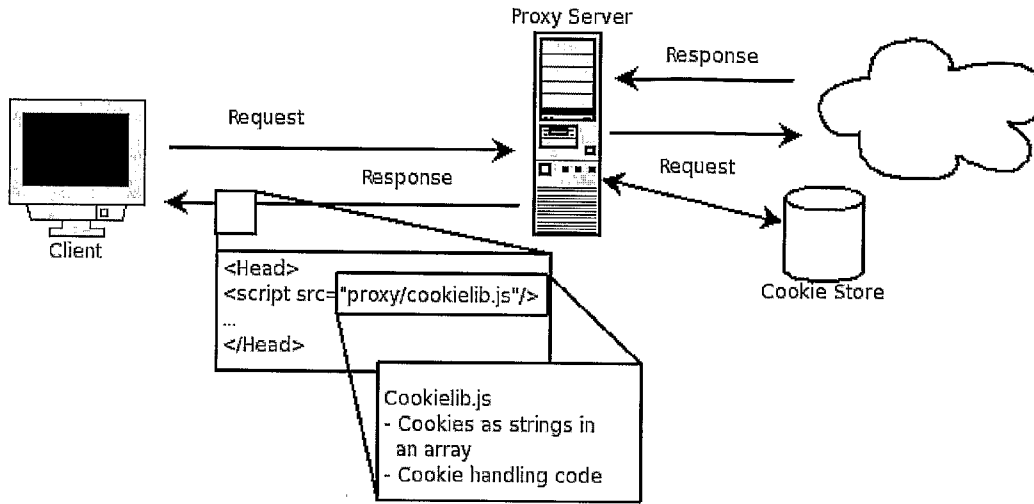 Proxy Server
Response
Request
Request
Response
Client
Cookie Store
<Head>
<script src="proxy/cookielib.js"/>
...
</Head>
Cookielib.js
- Cookies as strings in
an array
- Cookie handling code